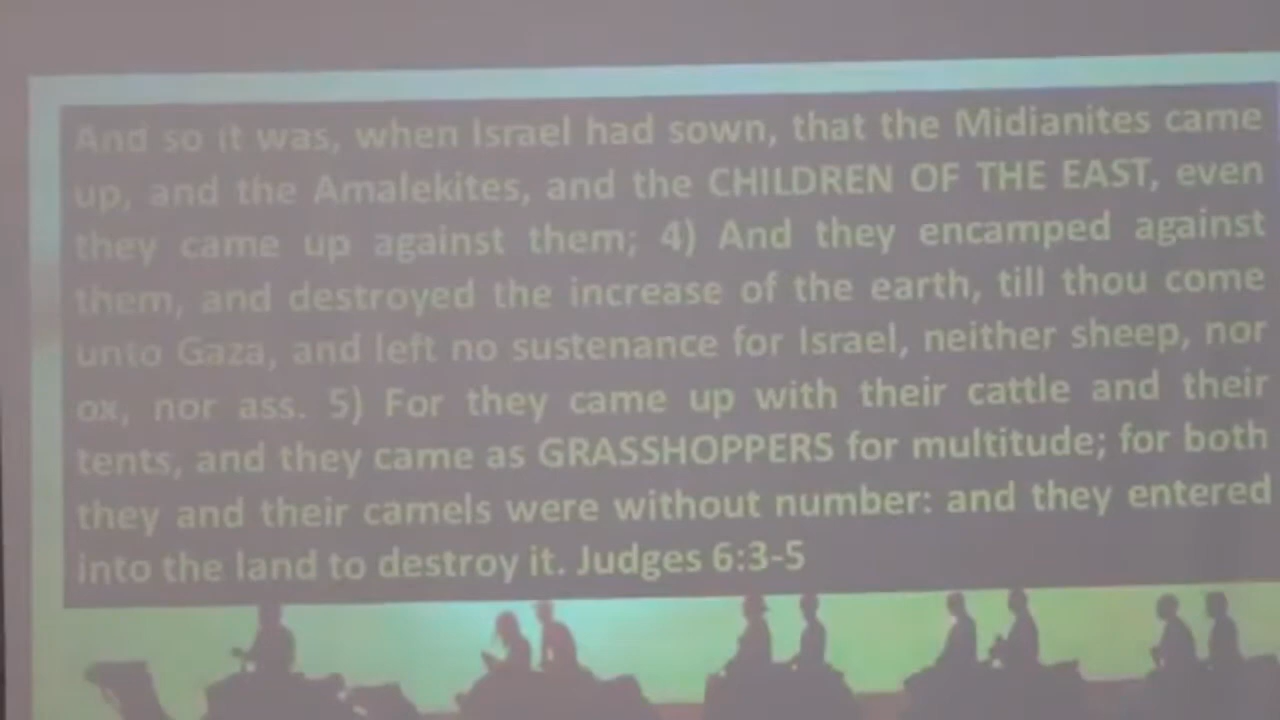 And so it was, when Israel had sown, that the Midianites came
up, and the Amalekites, and the CHILDREN OF THE EAST, even
they came up against them; 4) And they encamped against
them, and destroyed the increase of the earth, till thou come
unto Gaza, and left no sustenance for Israel, neither sheep, nor
ox, nor ass. 5) For they came up with their cattle and their
tents, and they came as GRASSHOPPERS for multitude; for both
they and their camels were without number: and they entered
into the land to destroy it. Judges 6:3-5